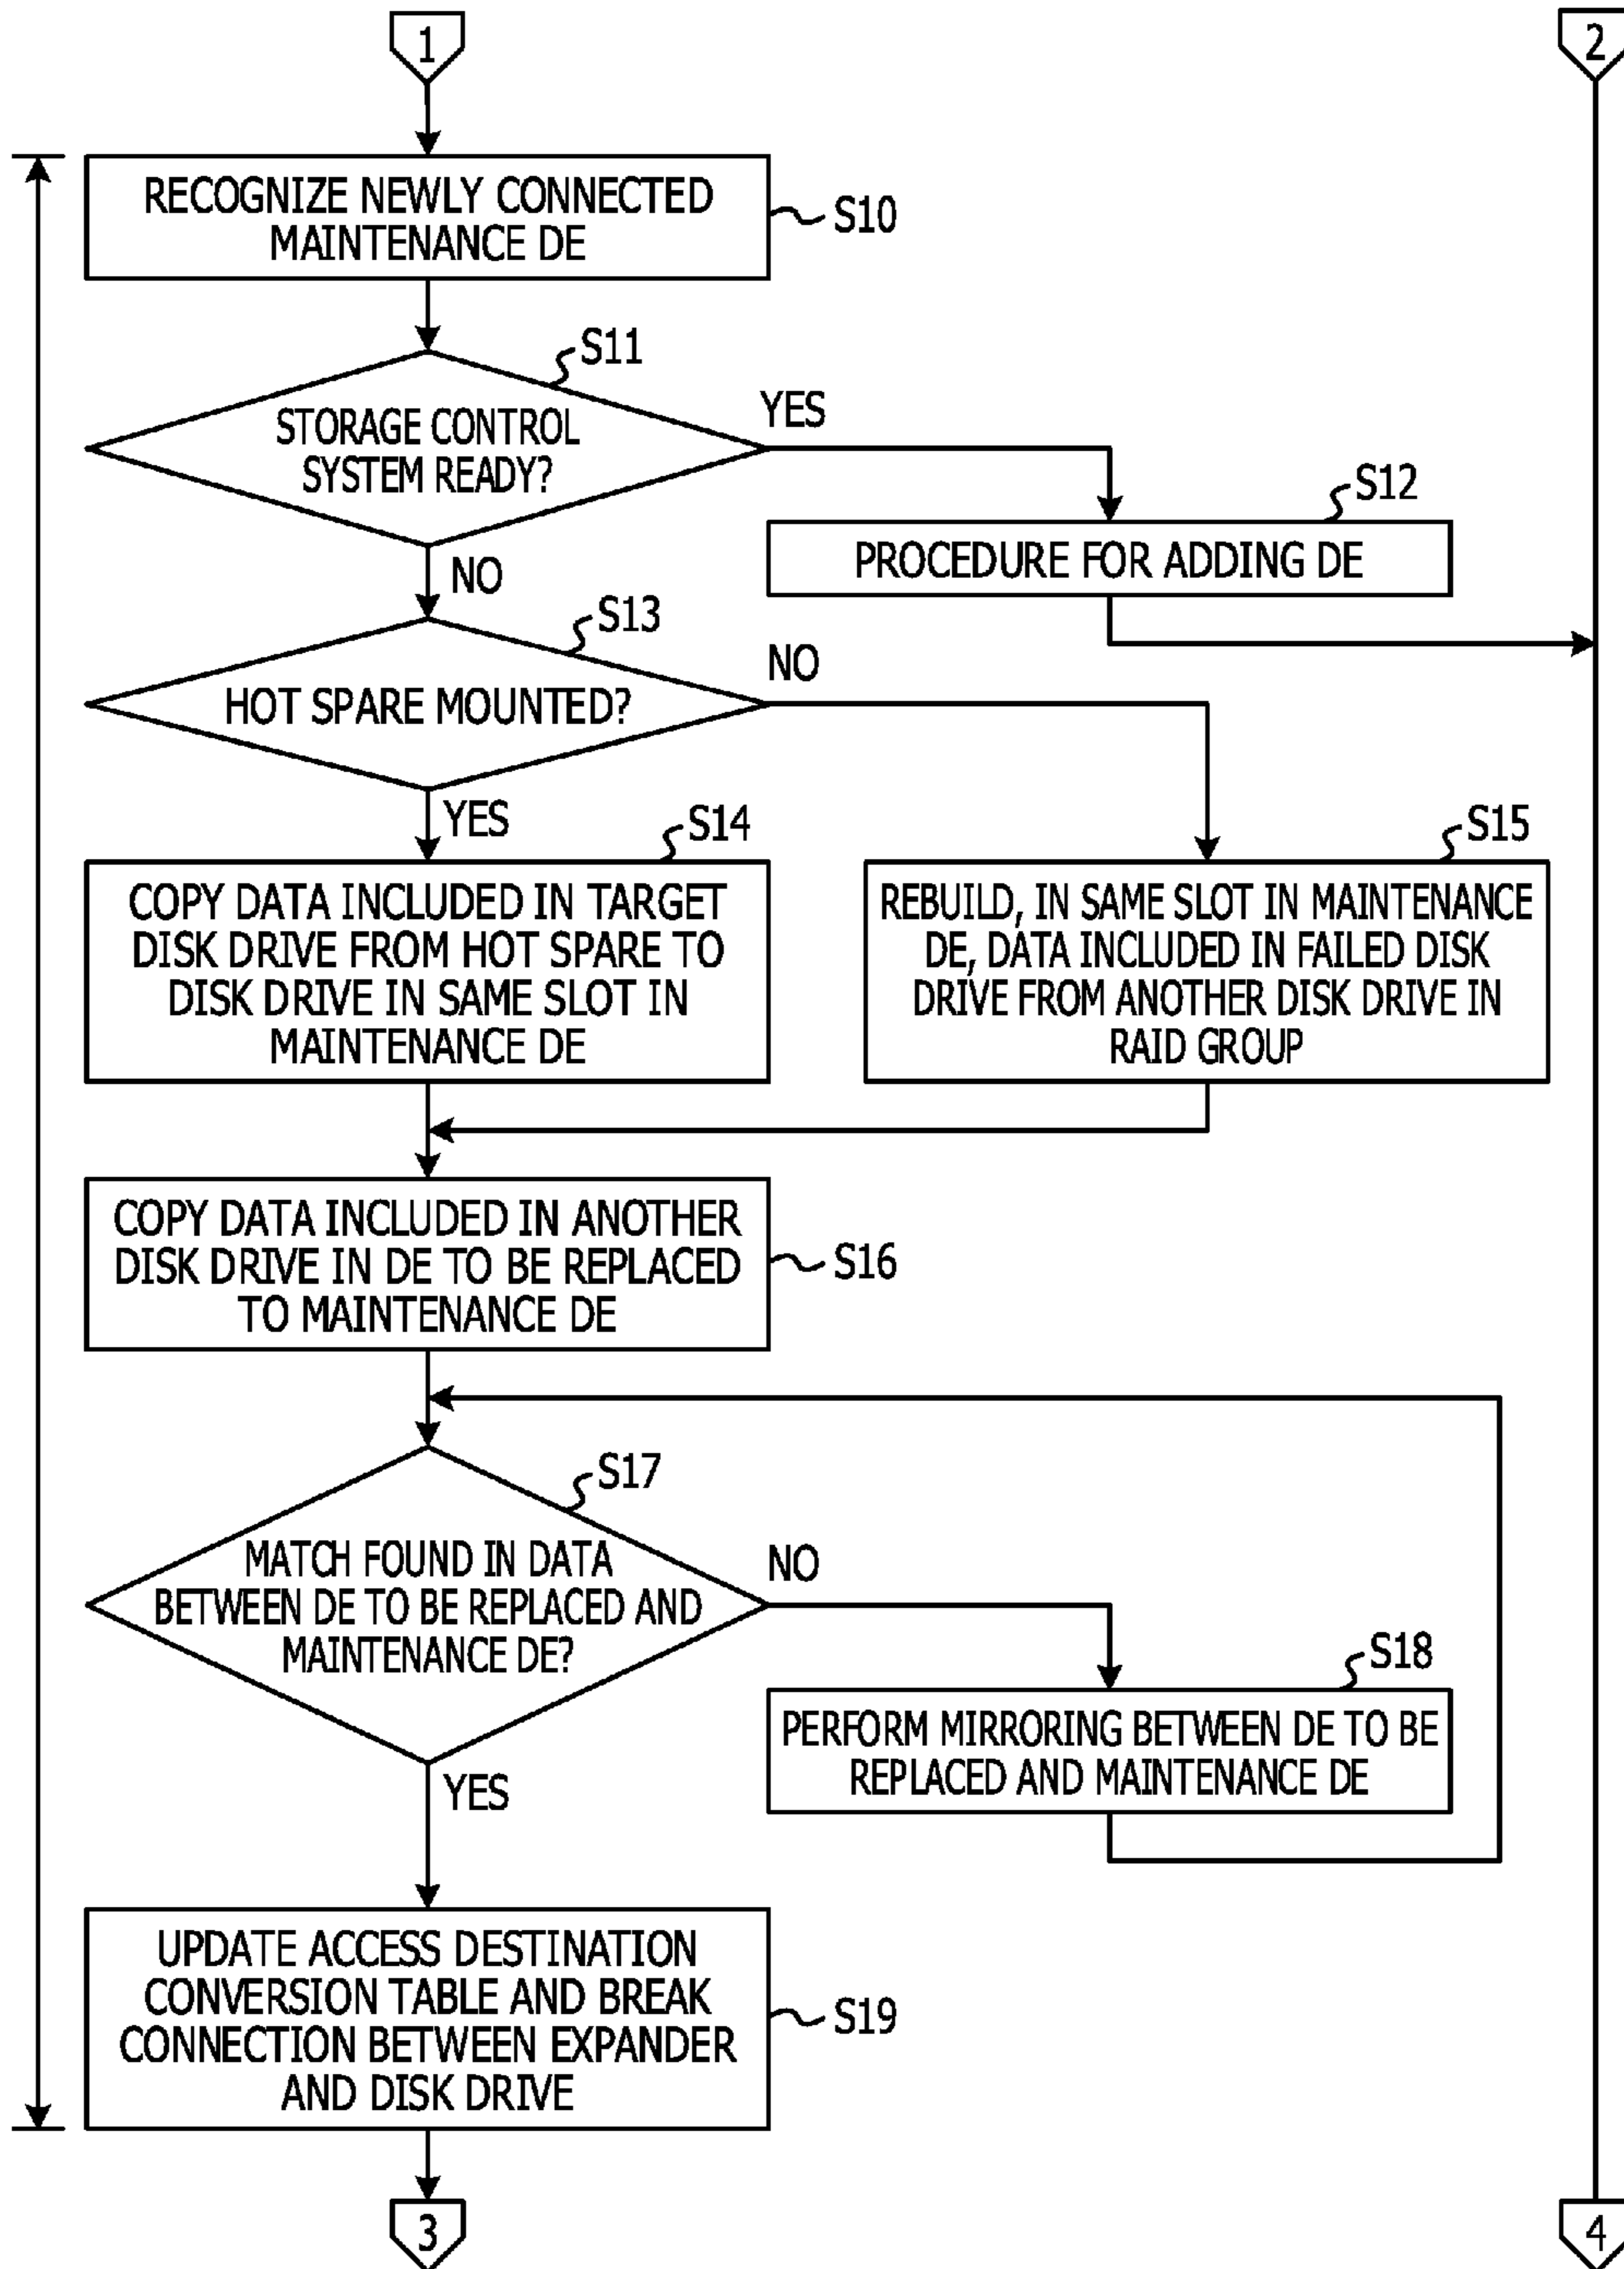 1
2
RECOGNIZE NEWLY CONNECTED
MAINTENANCE DE
S10
S11
STORAGE CONTROL
SYSTEM READY?
YES
NO
S12
PROCEDURE FOR ADDING DE
S13
HOT SPARE MOUNTED?
NO
YES
S14
COPY DATA INCLUDED IN TARGET
DISK DRIVE FROM HOT SPARE TO
DISK DRIVE IN SAME SLOT IN
MAINTENANCE DE
S15
REBUILD, IN SAME SLOT IN MAINTENANCE
DE, DATA INCLUDED IN FAILED DISK
DRIVE FROM ANOTHER DISK DRIVE IN
RAID GROUP
COPY DATA INCLUDED IN ANOTHER
DISK DRIVE IN DE TO BE REPLACED
TO MAINTENANCE DE
S16
S17
MATCH FOUND IN DATA
BETWEEN DE TO BE REPLACED AND
MAINTENANCE DE?
NO
YES
S18
PERFORM MIRRORING BETWEEN DE TO BE
REPLACED AND MAINTENANCE DE
UPDATE ACCESS DESTINATION
CONVERSION TABLE AND BREAK
CONNECTION BETWEEN EXPANDER
AND DISK DRIVE
S19
3
4